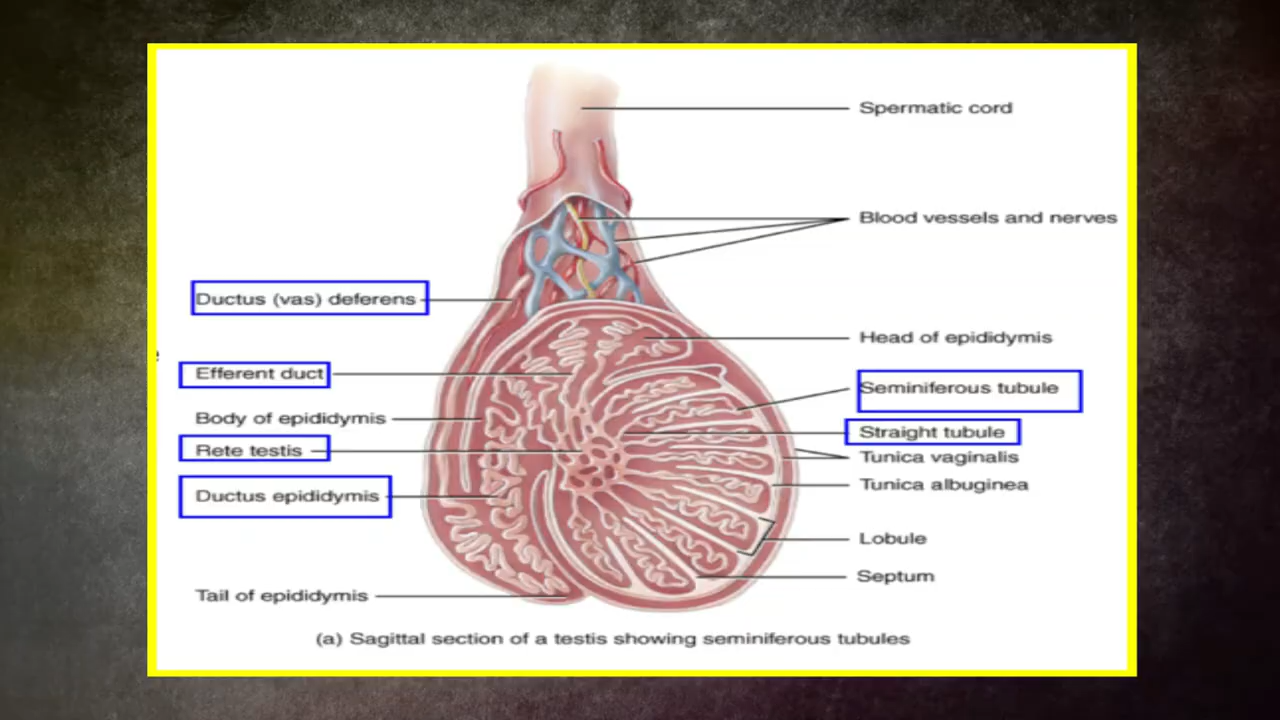 Spermatic cord
Blood vessels and nerves
Ductus (vas) deferens
Head of epididymis
Efferent duct
Seminiferous tubule
Body of epididymis
Straight tubule
Rete testis
Tunica vaginalis
Tunica albuginea
Ductus epididymis
Lobule
Septum
Tail of epididymis
(a) Sagittal section of a testis showing seminiferous tubules